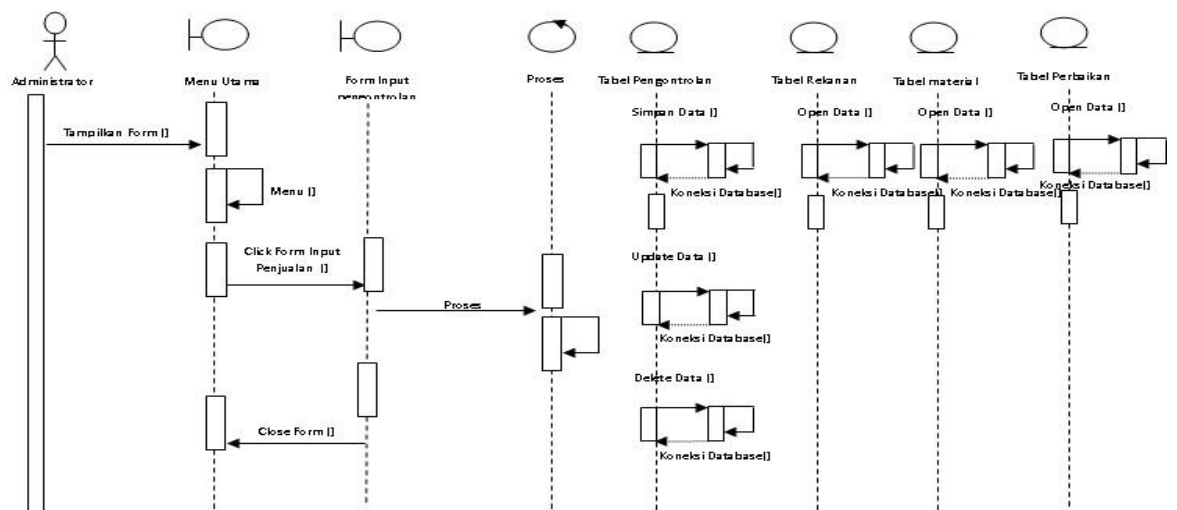 Administrator
Menu Utama
Form Input
pengontrolan
Proses
Tabel Pengontrolan
Tabel Rekanan
Tabel material
Tabel Perbaikan
Tampilkan Form []
Simpan Data []
Open Data []
Open Data []
Open Data []
Menu []
Koneksi Database[]
Koneksi Database[]
Koneksi Database[]
Koneksi Database[]
Click Form Input
Penjualan []
Update Data []
Proses
Koneksi Database[]
Delete Data []
Close Form []
Koneksi Database[]